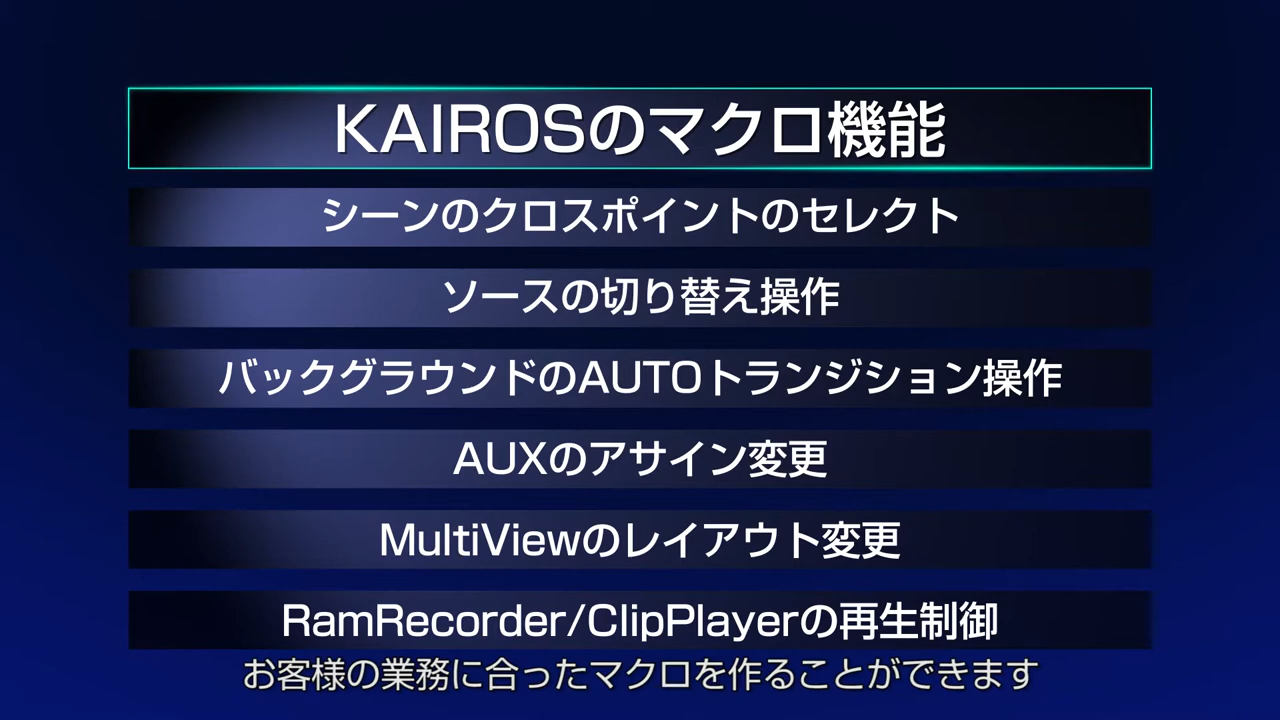 KAIROSのマクロ機能
シーンのクロスポイントのセレクト
ソースの切り替え操作
バックグラウンドのAUTOトランジション操作
AUXのアサイン変更
MultiViewのレイアウト変更
RamRecorder/ClipPlayerの再生制御
お客様の業務に合ったマクロを作ることができます